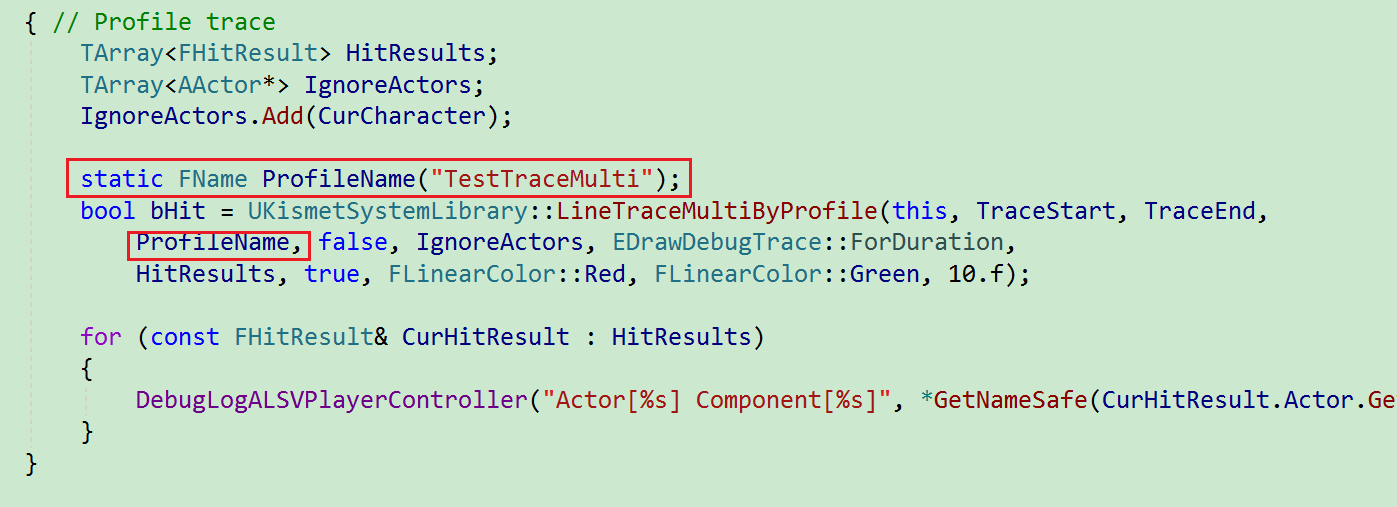 { // Profile trace
TArray<FHitResult> HitResults;
TArray<AActor*> IgnoreActors;
IgnoreActors.Add(CurCharacter);
static FName ProfileName("TestTraceMulti");
bool bHit = UKismetSystemLibrary::LineTraceMultiByProfile(this, TraceStart, TraceEnd,
ProfileName, false, IgnoreActors, EDrawDebugTrace::ForDuration,
HitResults, true, FLinearColor::Red, FLinearColor::Green, 10.f);
for (const FHitResult& CurHitResult : HitResults)
{
DebugLogALSVPlayerController("Actor[%s] Component[%s]", *GetNameSafe(CurHitResult.Actor.Ge
}
}